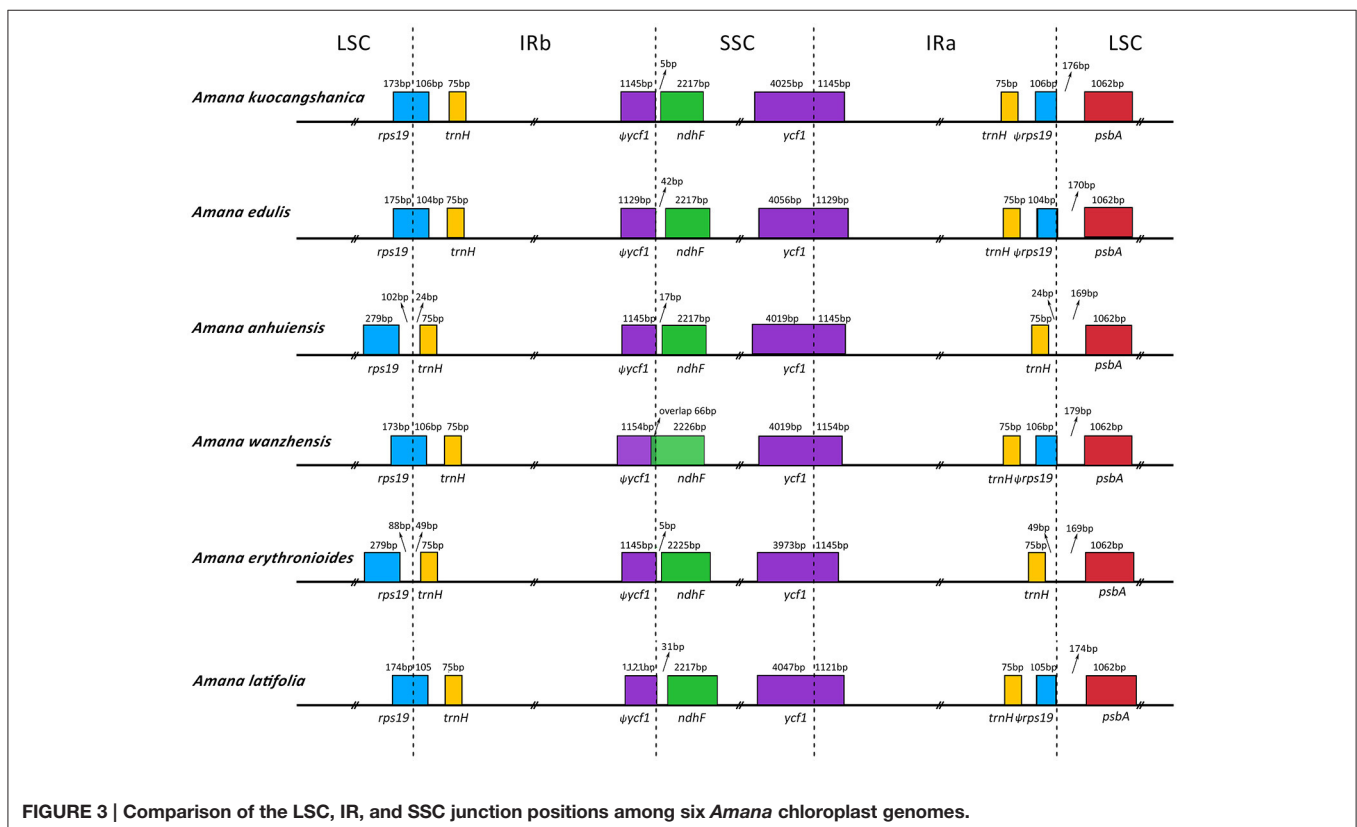 LSC IRb SSC IRa LSC
5bp 176bp
173bp 106bp 75bp 1145bp 2217bp 4025bp 1145bp 75bp 106bp 1062bp
Amana kuocangshanica
rps19 trnH ψycf1 ndhF ycf1 trnH ψrps19 psbA
42bp 170bp
175bp 104bp 75bp 1129bp 2217bp 4056bp 1129bp 75bp 104bp 1062bp
Amana edulis
rps19 trnH ψycf1 ndhF ycf1 trnH ψrps19 psbA
102bp 24bp 17bp 24bp 169bp
279bp 75bp 1145bp 2217bp 4019bp 1145bp 75bp 1062bp
Amana anhuiensis
rps19 trnH ψycf1 ndhF ycf1 trnH psbA
overlap 66bp 179bp
173bp 106bp 75bp 1154bp 2226bp 4019bp 1154bp 75bp 106bp 1062bp
Amana wanzhensis
rps19 trnH ψycf1 ndhF ycf1 trnH ψrps19 psbA
88bp 49bp 5bp 49bp 169bp
279bp 75bp 1145bp 2225bp 3973bp 1145bp 75bp 1062bp
Amana erythronioides
rps19 trnH ψycf1 ndhF ycf1 trnH psbA
31bp 174bp
174bp 105 75bp 1121bp 2217bp 4047bp 1121bp 75bp 105bp 1062bp
Amana latifolia
rps19 trnH ψycf1 ndhF ycf1 trnH ψrps19 psbA
FIGURE 3 | Comparison of the LSC, IR, and SSC junction positions among six Amana chloroplast genomes.